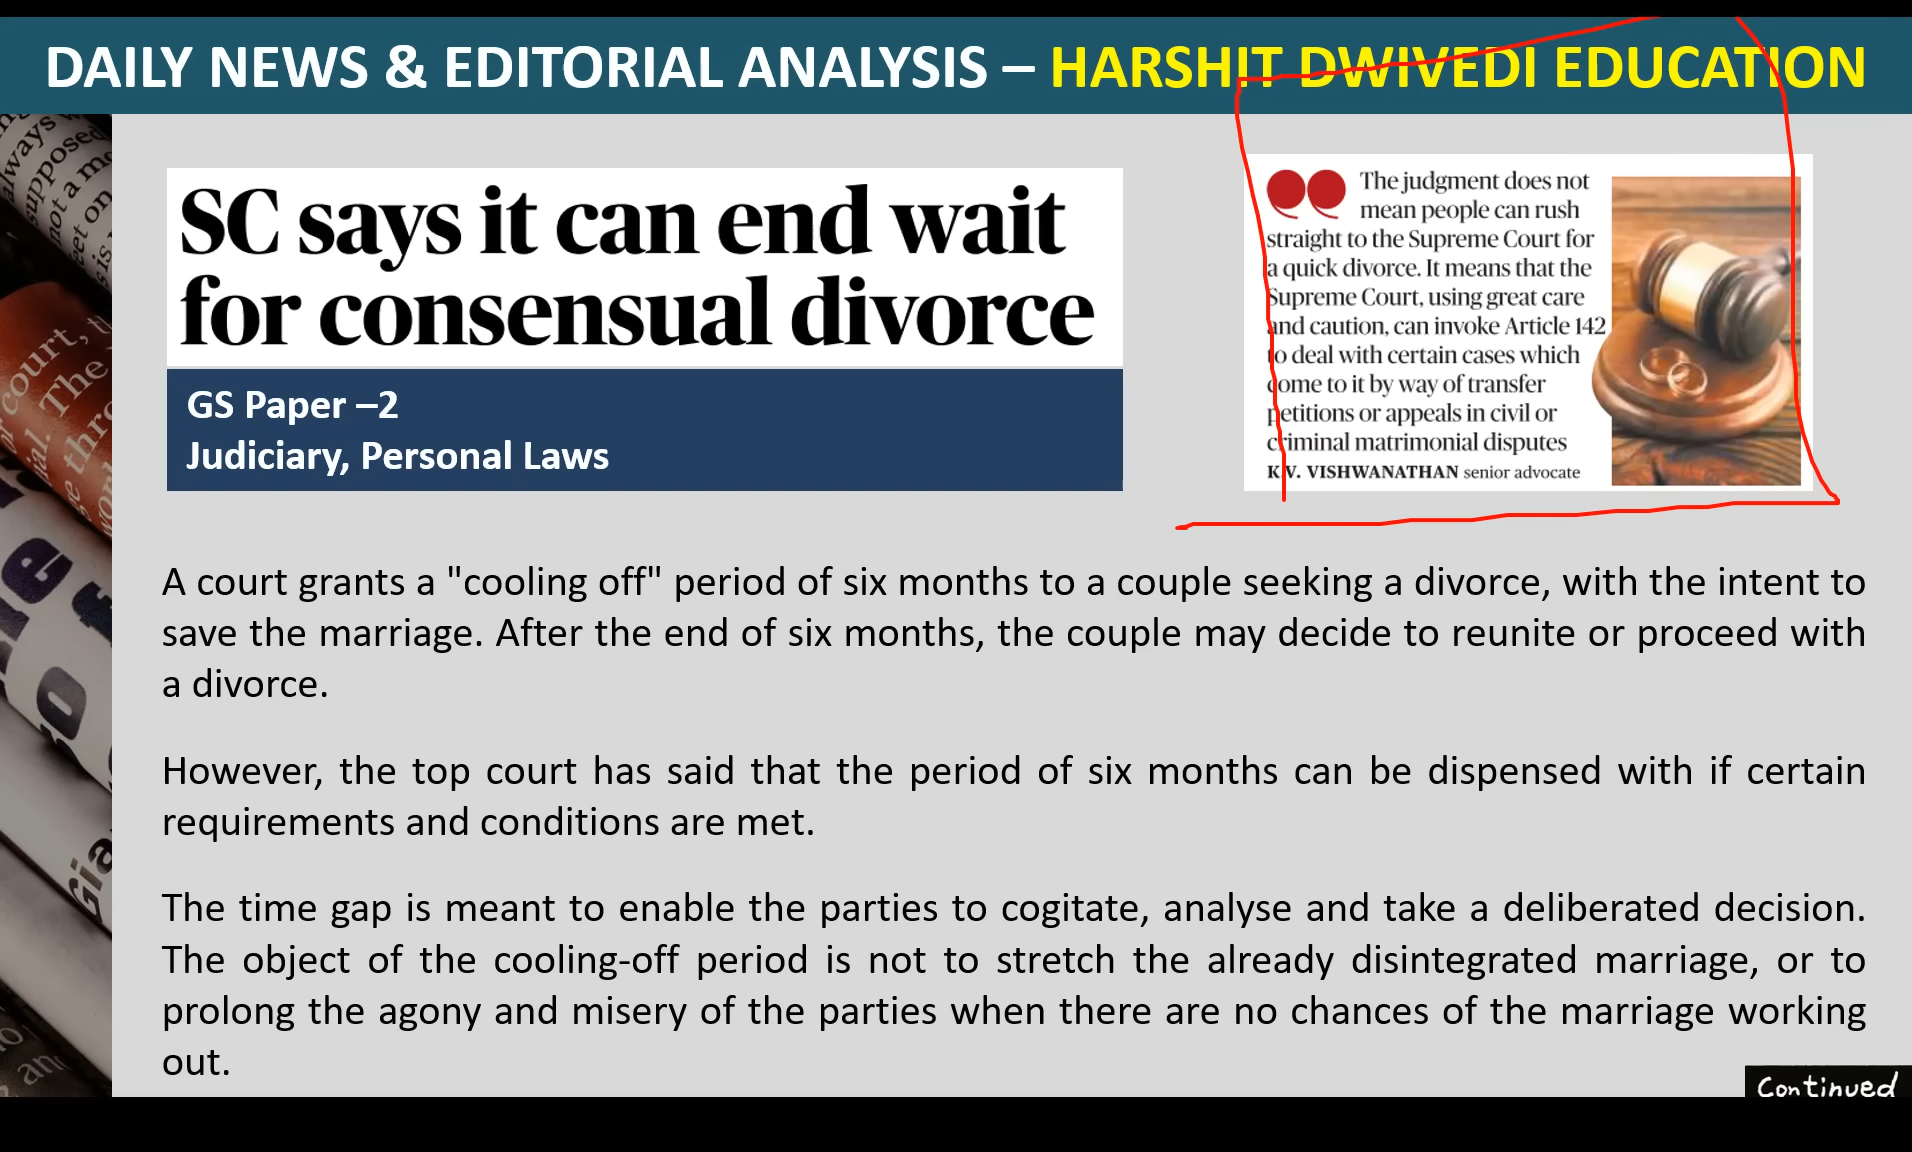 DAILY NEWS & EDITORIAL ANALYSIS – HARSHIT DWIVEDI EDUCATION
SC says it can end wait
for consensual divorce
GS Paper –2
Judiciary, Personal Laws
The judgment does not
mean people can rush
straight to the Supreme Court for
a quick divorce. It means that the
Supreme Court, using great care
and caution, can invoke Article 142
to deal with certain cases which
come to it by way of transfer
petitions or appeals in civil or
criminal matrimonial disputes
K.V. VISHWANATHAN senior advocate
A court grants a "cooling off" period of six months to a couple seeking a divorce, with the intent to
save the marriage. After the end of six months, the couple may decide to reunite or proceed with
a divorce.
However, the top court has said that the period of six months can be dispensed with if certain
requirements and conditions are met.
The time gap is meant to enable the parties to cogitate, analyse and take a deliberated decision.
The object of the cooling-off period is not to stretch the already disintegrated marriage, or to
prolong the agony and misery of the parties when there are no chances of the marriage working
out.
Continued